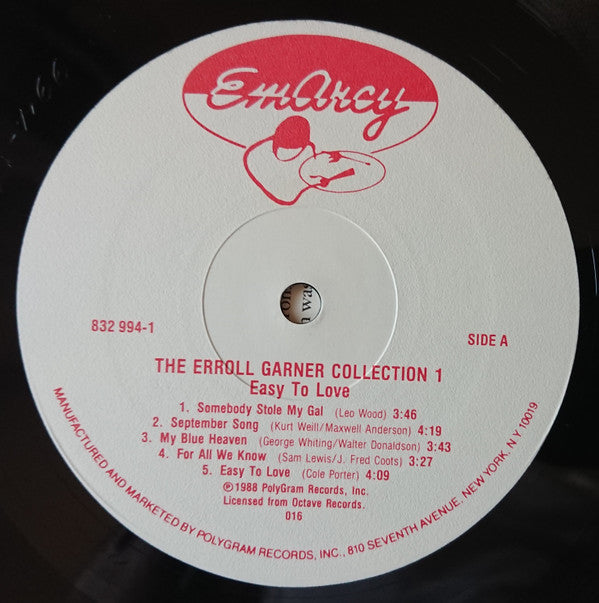 EmArcy
832 994-1
SIDE A
THE ERROLL GARNER COLLECTION 1
Easy To Love
1. Somebody Stole My Gal (Leo Wood) 3:46
2. September Song (Kurt Weill/Maxwell Anderson) 4:19
3. My Blue Heaven (George Whiting/Walter Donaldson) 3:43
4. For All We Know (Sam Lewis/J. Fred Coots) 3:27
5. Easy To Love (Cole Porter) 4:09
℗1988 PolyGram Records, Inc.
Licensed from Octave Records.
016
MANUFACTURED AND MARKETED BY POLYGRAM RECORDS, INC., 810 SEVENTH AVENUE, NEW YORK, N Y 10019